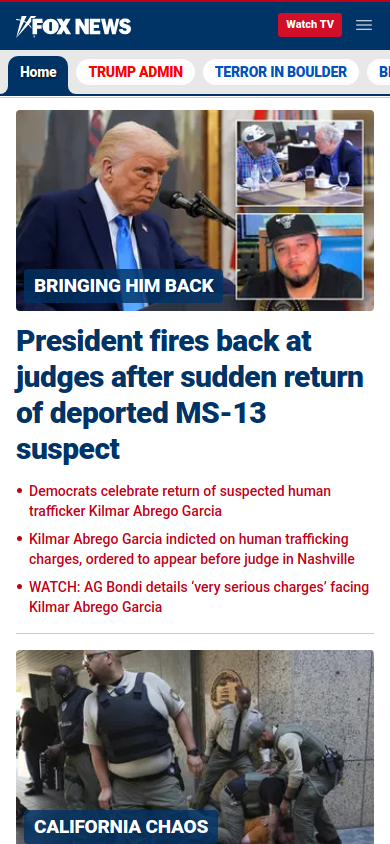 FOX NEWS
Watch TV
Home
TRUMP ADMIN
TERROR IN BOULDER
BRINGING HIM BACK
President fires back at
judges after sudden return
of deported MS-13
suspect
• Democrats celebrate return of suspected human
trafficker Kilmar Abrego Garcia
• Kilmar Abrego Garcia indicted on human trafficking
charges, ordered to appear before judge in Nashville
• WATCH: AG Bondi details ‘very serious charges’ facing
Kilmar Abrego Garcia
CALIFORNIA CHAOS